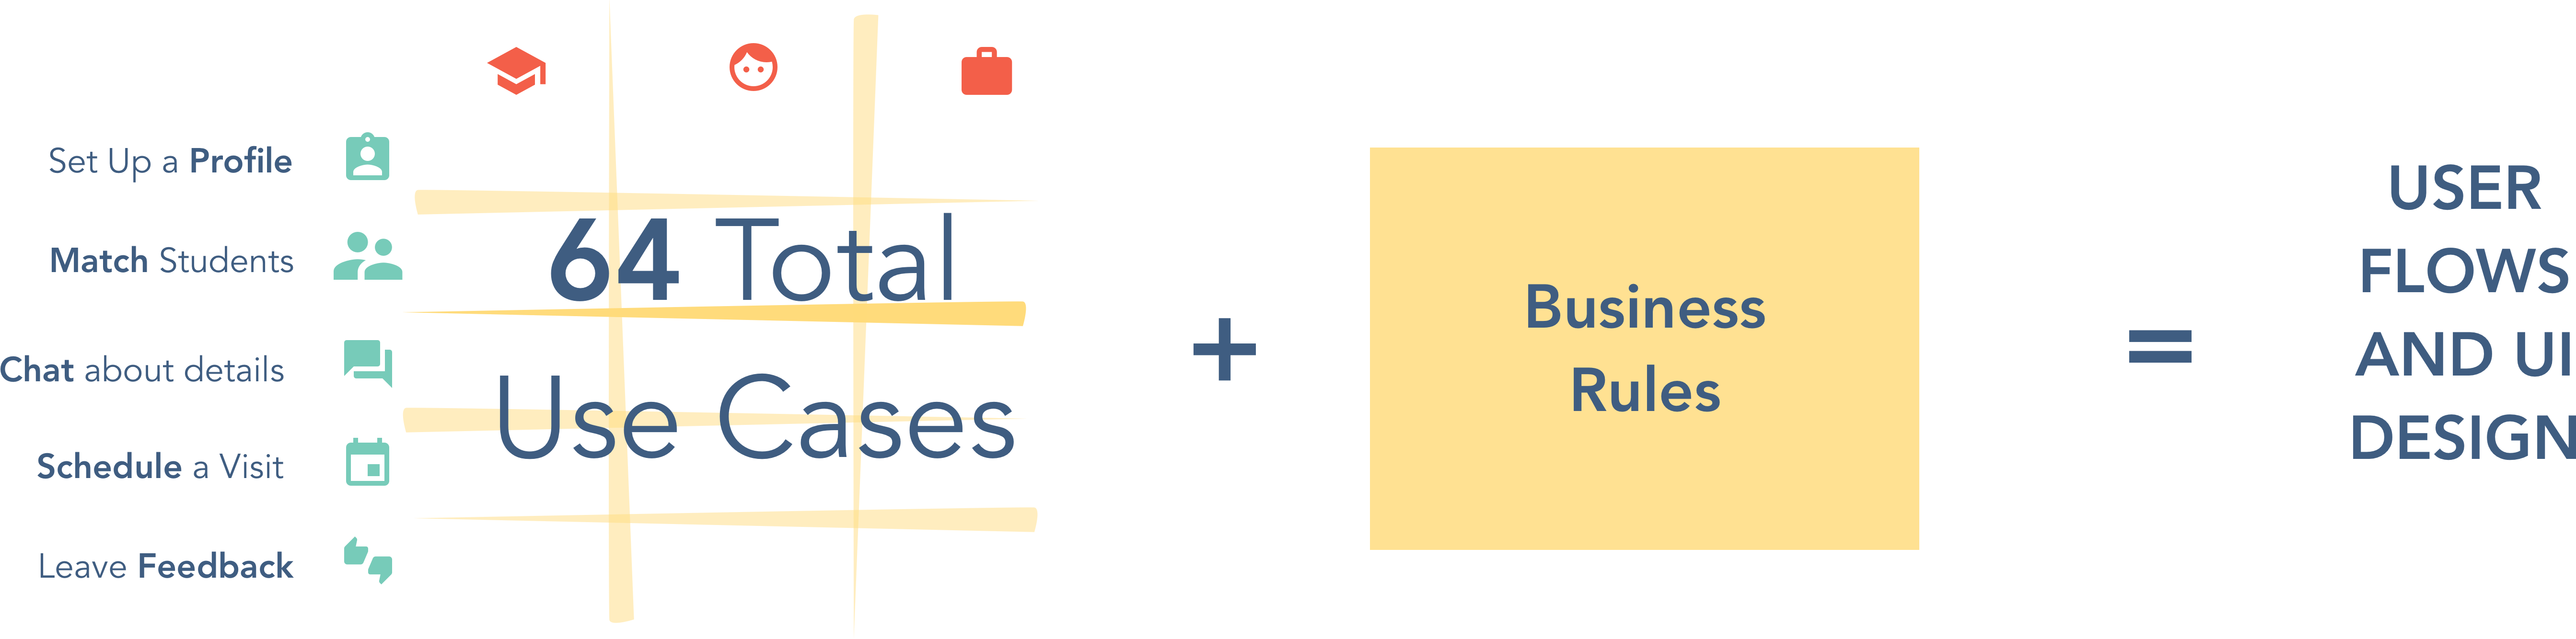 Set Up a Profile
Match Students
Chat about details
Schedule a Visit
Leave Feedback
64 Total
Use Cases
+
Business
Rules
=
USER
FLOWS
AND UI
DESIGN